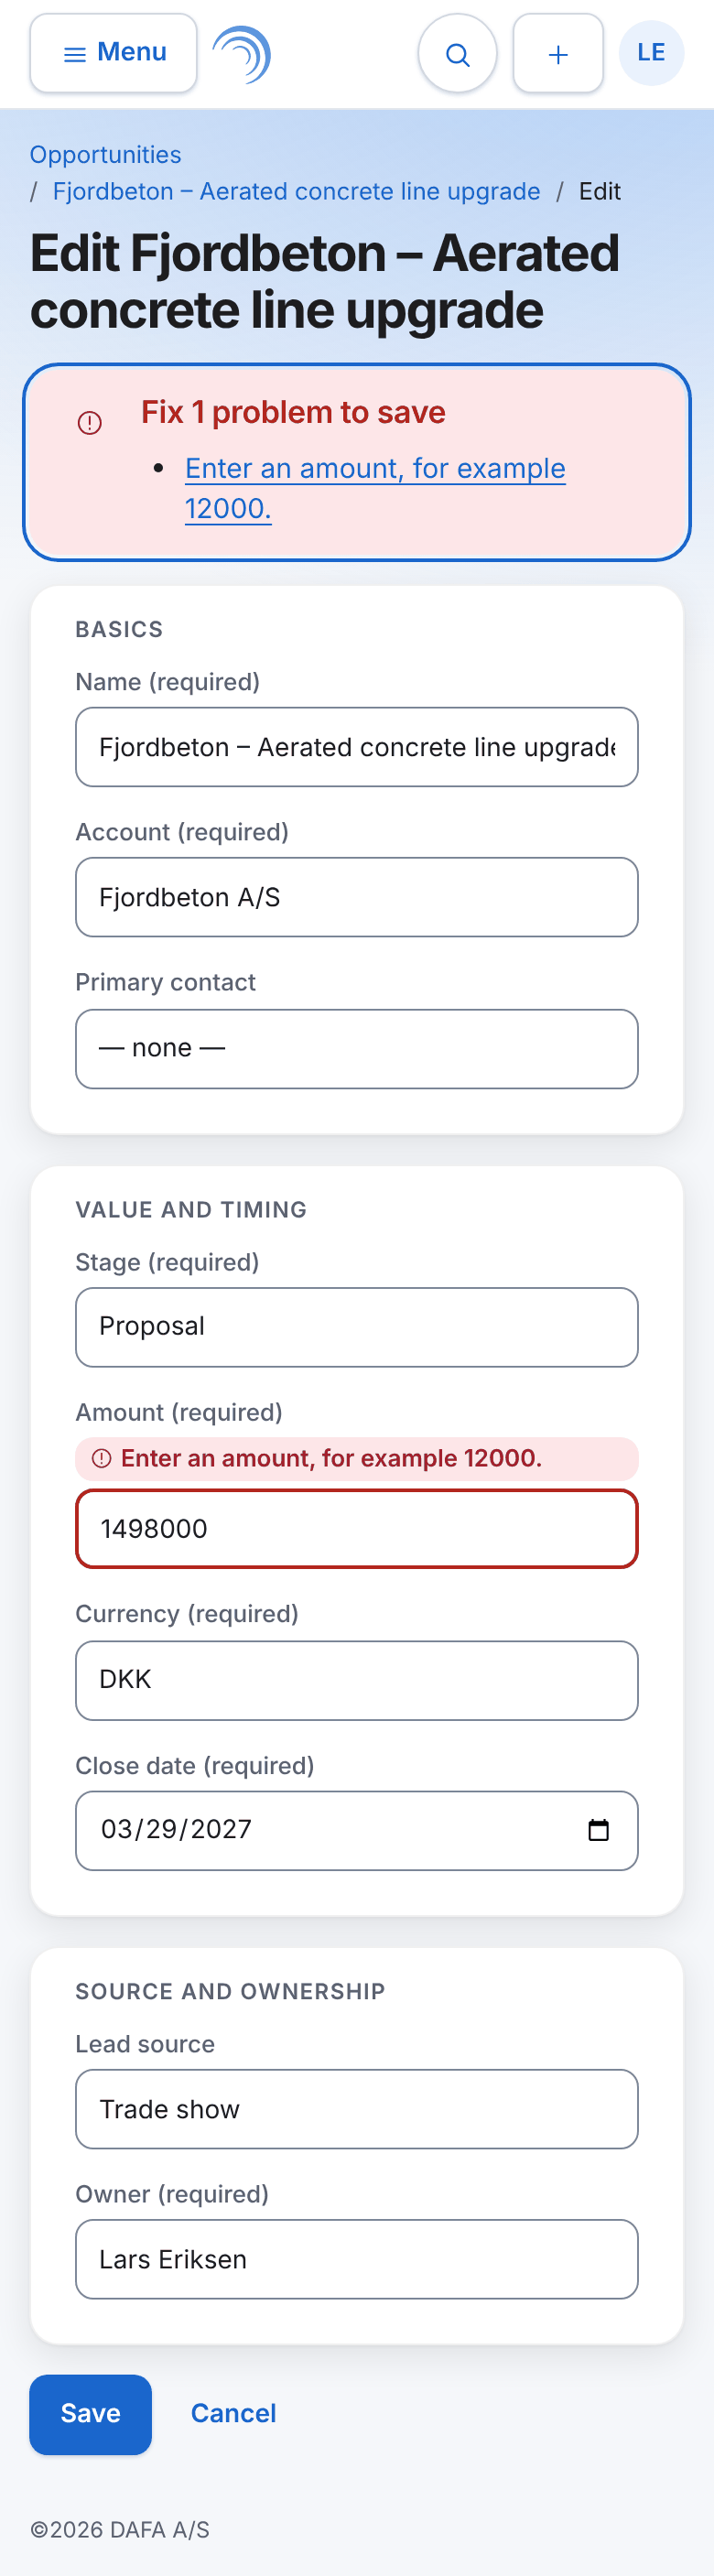 Menu
LE
Opportunities
/ Fjordbeton – Aerated concrete line upgrade / Edit
Edit Fjordbeton – Aerated
concrete line upgrade
Fix 1 problem to save
• Enter an amount, for example
12000.
BASICS
Name (required)
Fjordbeton – Aerated concrete line upgrade
Account (required)
Fjordbeton A/S
Primary contact
— none —
VALUE AND TIMING
Stage (required)
Proposal
Amount (required)
Enter an amount, for example 12000.
1498000
Currency (required)
DKK
Close date (required)
03/29/2027
SOURCE AND OWNERSHIP
Lead source
Trade show
Owner (required)
Lars Eriksen
Save
Cancel
©2026 DAFA A/S